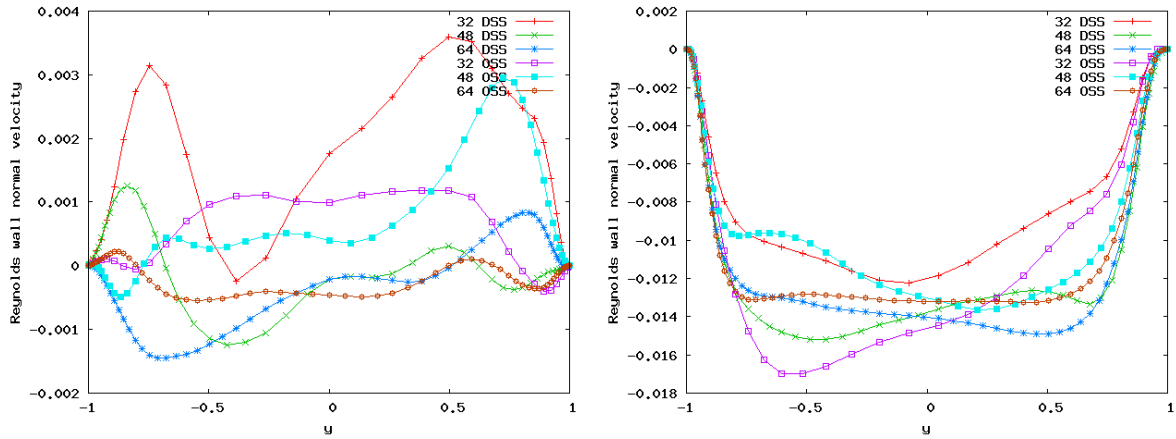 0.004
0.003
0.002
0.001
0
-0.001
-0.002
Reynolds wall normal velocity
32 DSS
48 DSS
64 DSS
32 OSS
48 OSS
64 OSS
-1
-0.5
0
0.5
1
y
0.002
0
-0.002
-0.004
-0.006
-0.008
-0.01
-0.012
-0.014
-0.016
-0.018
Reynolds wall normal velocity
32 DSS
48 DSS
64 DSS
32 OSS
48 OSS
64 OSS
-1
-0.5
0
0.5
1
y